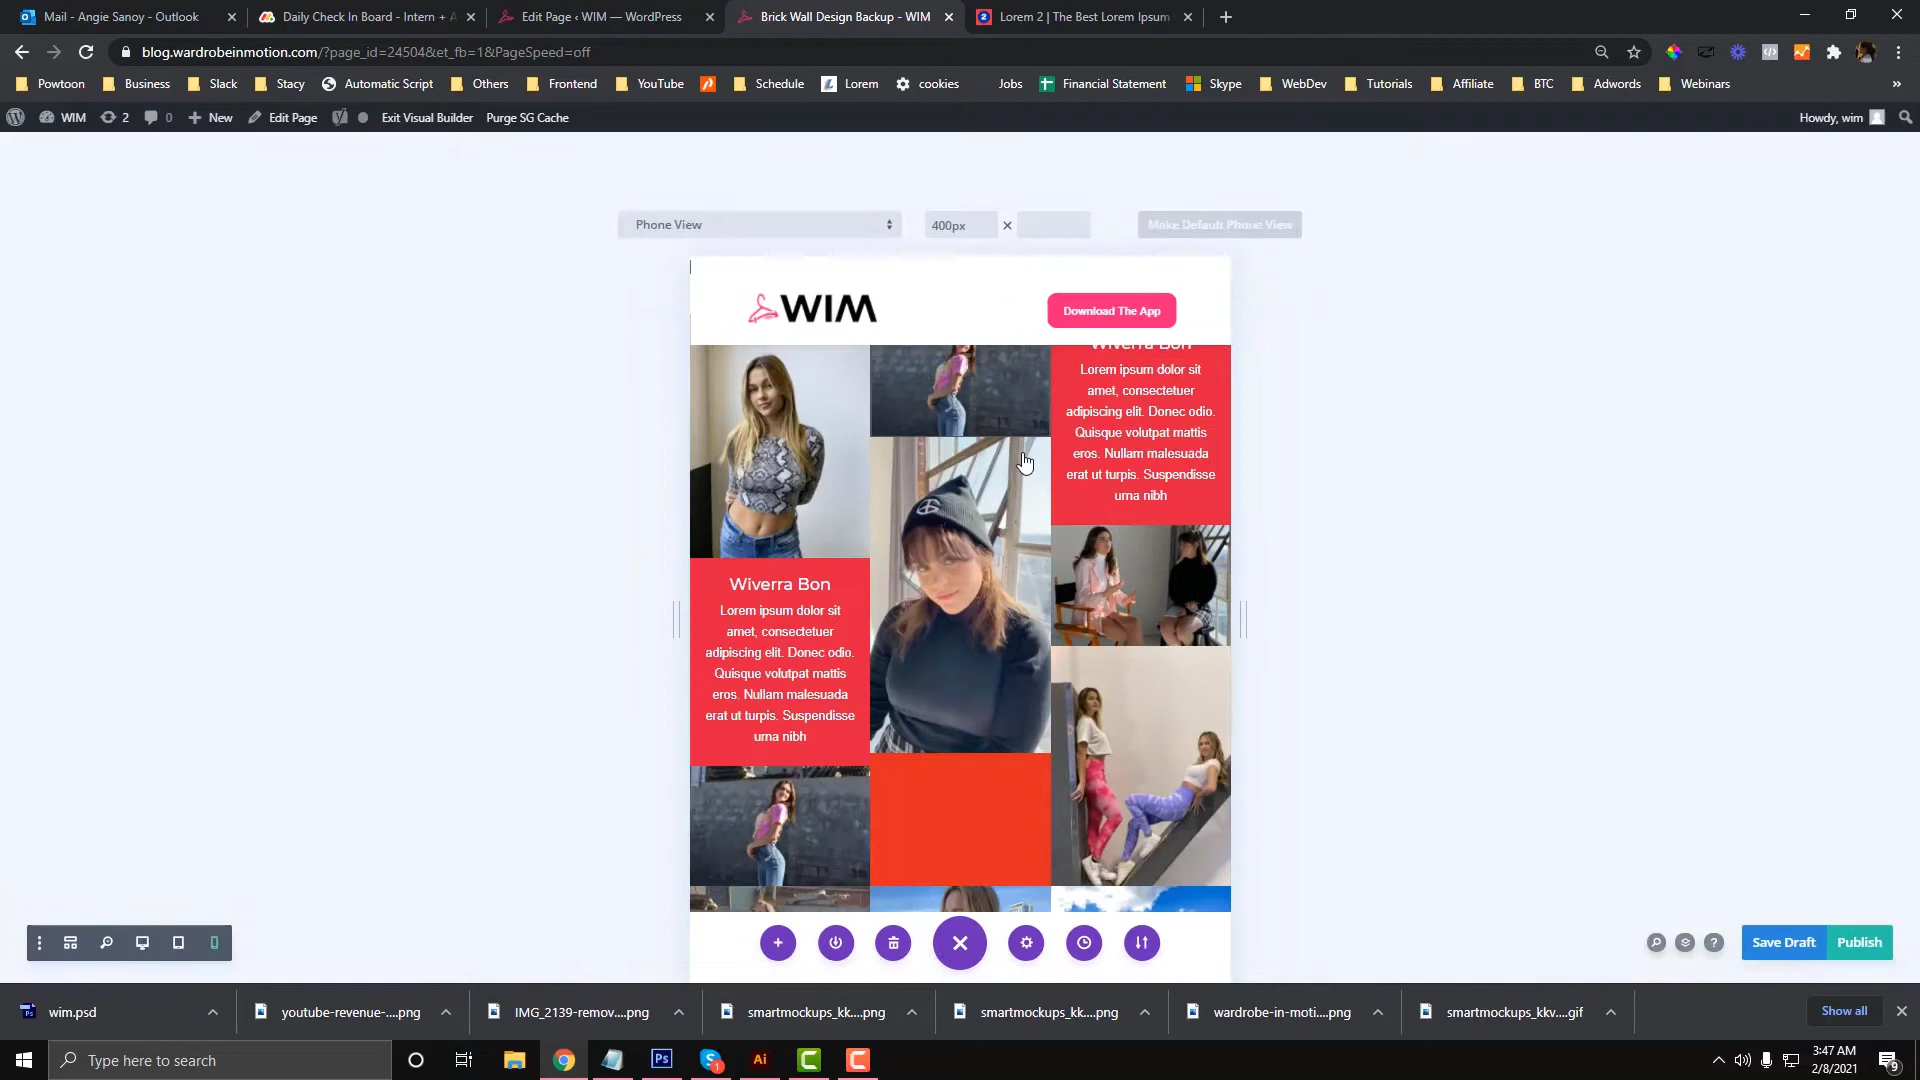 Mail - Angie Sanoy - Outlook
Daily Check In Board - Intern + A
Edit Page ‹ WIM — WordPress
Brick Wall Design Backup - WIM
Lorem 2 | The Best Lorem Ipsum
blog.wardrobeinmotion.com/?page_id=24504&et_fb=1&PageSpeed=off
Powtoon
Business
Slack
Stacy
Automatic Script
Others
Frontend
YouTube
Schedule
Lorem
cookies
Jobs
Financial Statement
Skype
WebDev
Tutorials
Affiliate
BTC
Adwords
Webinars
WIM
2
0
New
Edit Page
Exit Visual Builder
Purge SG Cache
Howdy, wim
Phone View
400px
Make Default Phone View
WIM
Download The App
Wiverra Bon
Lorem ipsum dolor sit
amet, consectetuer
adipiscing elit. Donec odio.
Quisque volutpat mattis
eros. Nullam malesuada
erat ut turpis. Suspendisse
urna nibh
Wiverra Bon
Lorem ipsum dolor sit
amet, consectetuer
adipiscing elit. Donec odio.
Quisque volutpat mattis
eros. Nullam malesuada
erat ut turpis. Suspendisse
urna nibh
Save Draft
Publish
wim.psd
youtube-revenue-....png
IMG_2139-remov....png
smartmockups_kk....png
smartmockups_kk....png
wardrobe-in-moti....png
smartmockups_kkv....gif
Show all
Type here to search
3:47 AM
2/8/2021